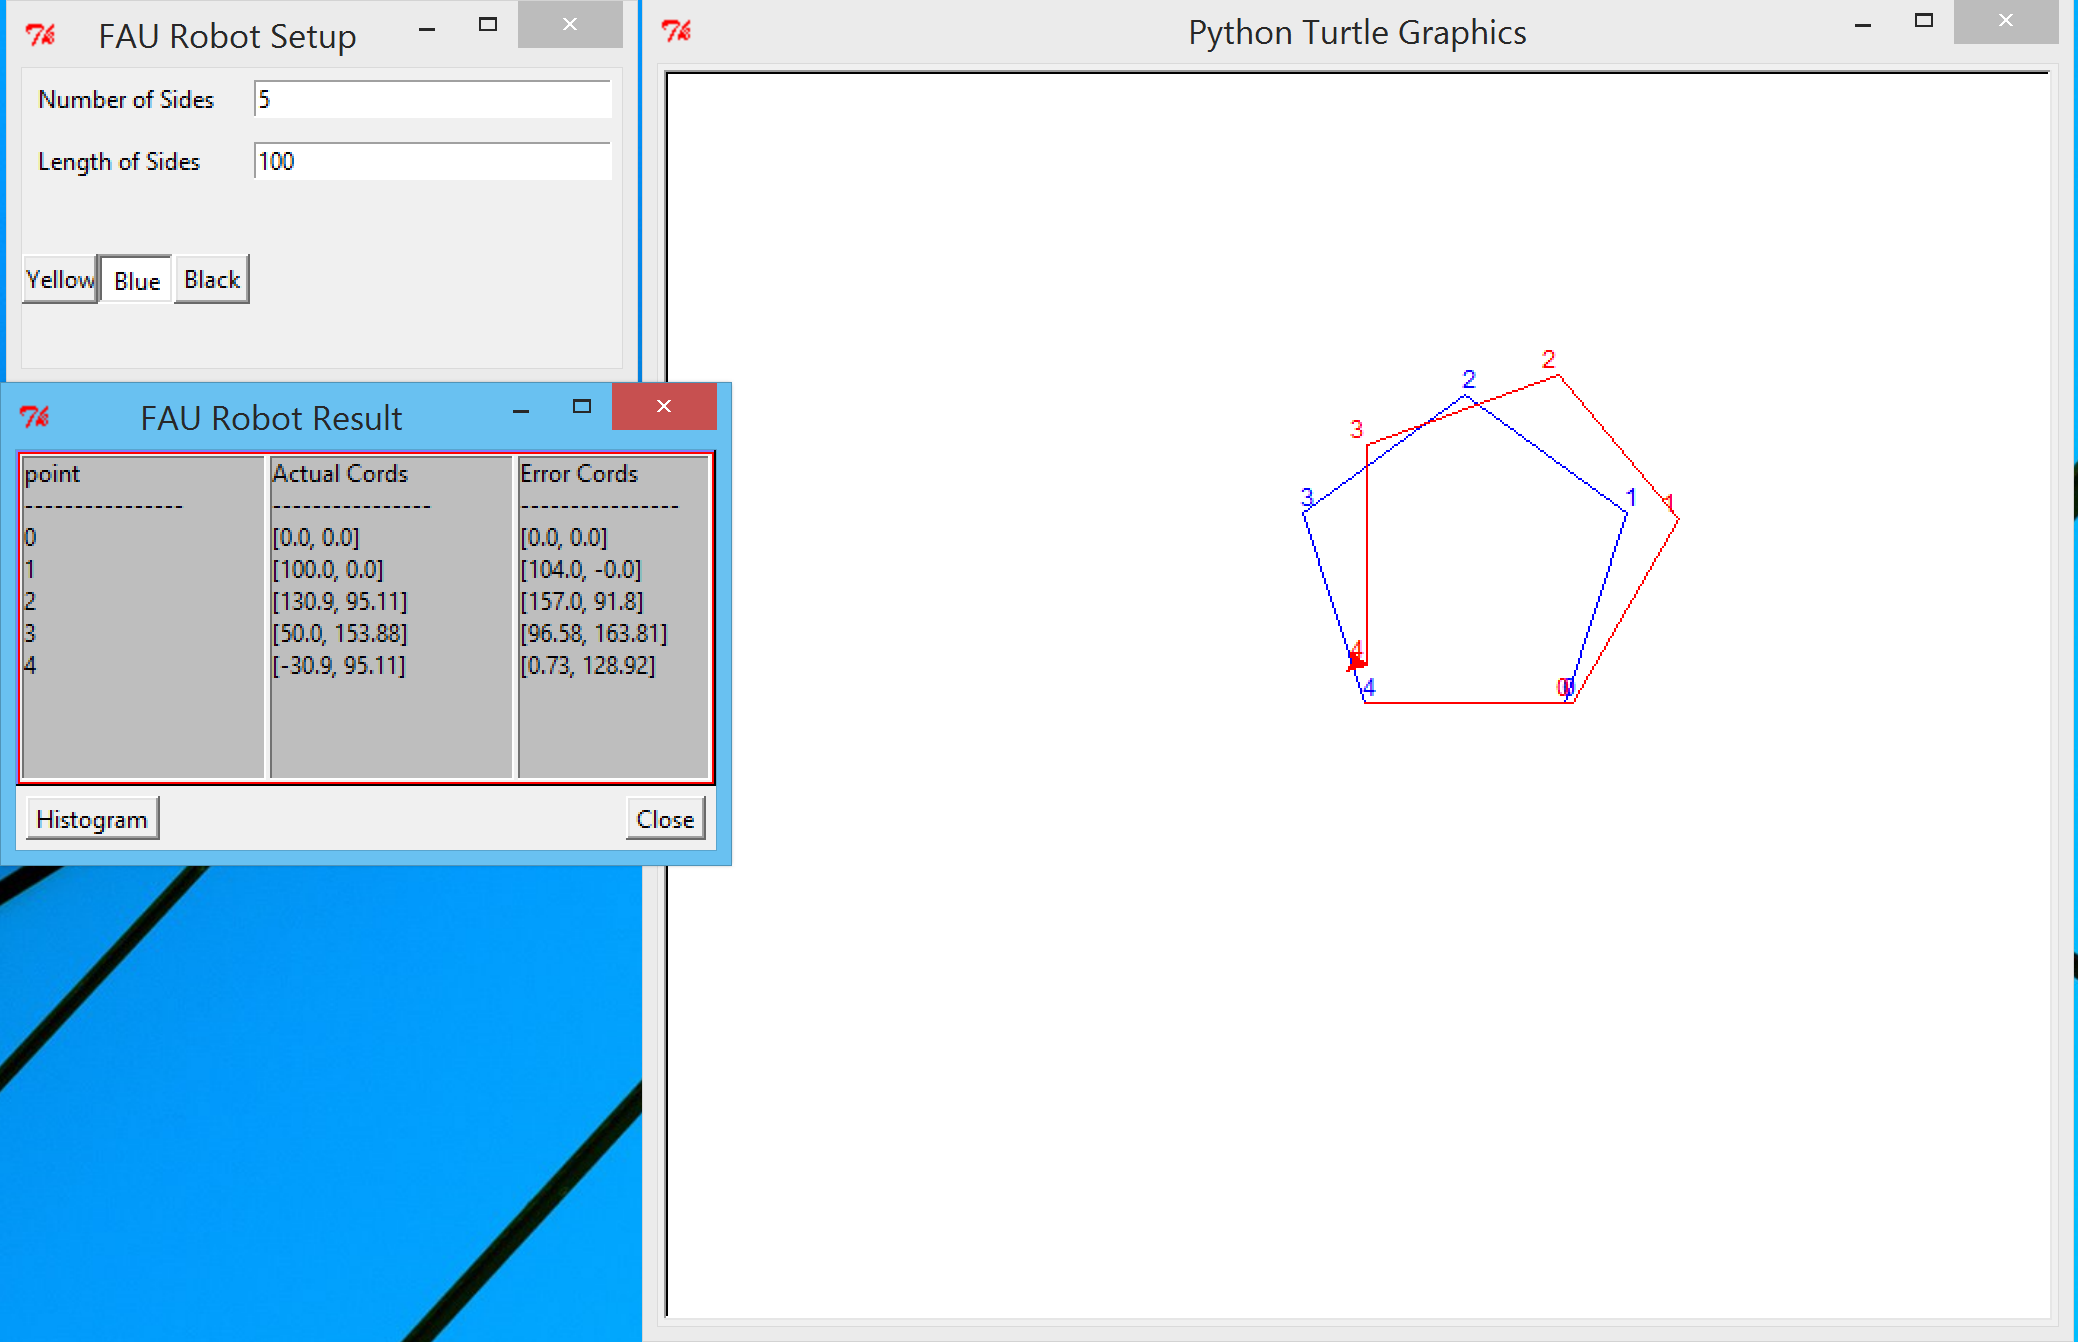 FAU Robot Setup
Number of Sides 5
Length of Sides 100
Yellow Blue Black
FAU Robot Result
point Actual Cords Error Cords
---------------- ---------------- ----------------
0 [0.0, 0.0] [0.0, 0.0]
1 [100.0, 0.0] [104.0, -0.0]
2 [130.9, 95.11] [157.0, 91.8]
3 [50.0, 153.88] [96.58, 163.81]
4 [-30.9, 95.11] [0.73, 128.92]
Histogram Close
Python Turtle Graphics
2
2
3
3 1 1
4
4 0